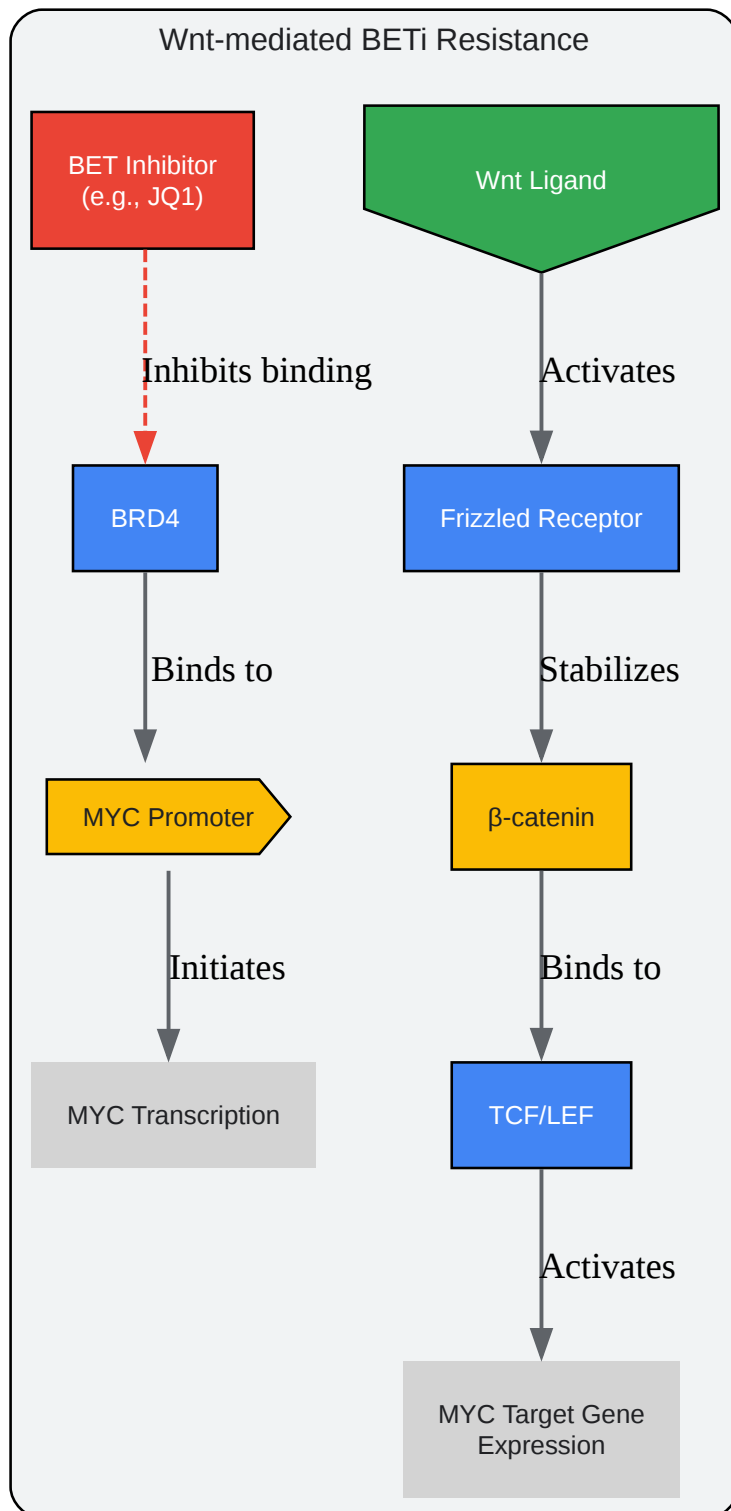 Wnt-mediated BETi Resistance
BET Inhibitor
(e.g., JQ1)
Inhibits binding
BRD4
Binds to
MYC Promoter
Initiates
MYC Transcription
Wnt Ligand
Activates
Frizzled Receptor
Stabilizes
β-catenin
Binds to
TCF/LEF
Activates
MYC Target Gene
Expression